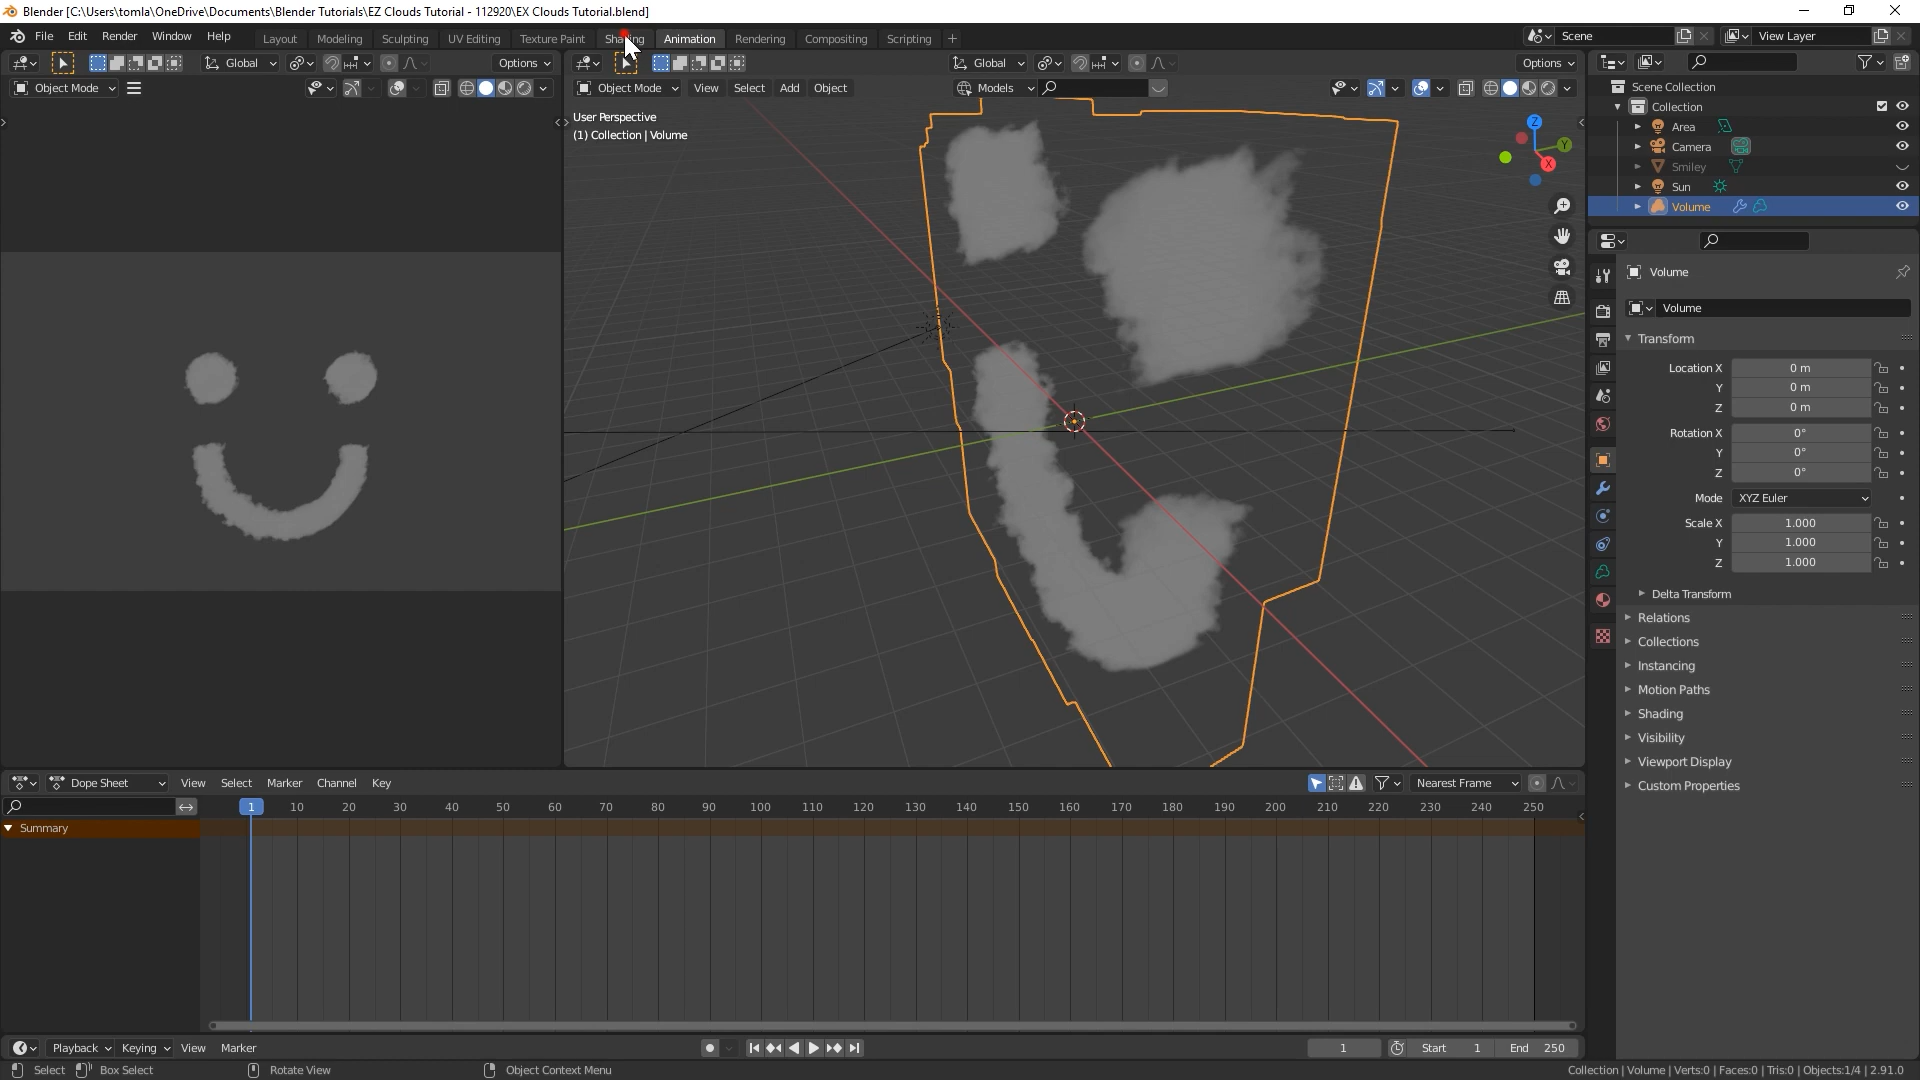 Blender [C:\Users\tomla\OneDrive\Documents\Blender Tutorials\EZ Clouds Tutorial - 112920\EX Clouds Tutorial.blend]
File Edit Render Window Help Layout Modeling Sculpting UV Editing Texture Paint Shading Animation Rendering Compositing Scripting + Scene View Layer
Global Options Global Options
Object Mode Object Mode View Select Add Object Models
User Perspective
(1) Collection | Volume
Z
Y
X
Scene Collection
Collection
Area
Camera
Smiley
Sun
Volume
Volume
Volume
Transform
Location X 0 m
Y 0 m
Z 0 m
Rotation X 0°
Y 0°
Z 0°
Mode XYZ Euler
Scale X 1.000
Y 1.000
Z 1.000
Delta Transform
Relations
Collections
Instancing
Motion Paths
Shading
Visibility
Viewport Display
Custom Properties
Dope Sheet View Select Marker Channel Key Nearest Frame
1 10 20 30 40 50 60 70 80 90 100 110 120 130 140 150 160 170 180 190 200 210 220 230 240 250
Summary
Playback Keying View Marker 1 Start 1 End 250
Select Box Select Rotate View Object Context Menu Collection | Volume | Verts:0 | Faces:0 | Tris:0 | Objects:1/4 | 2.91.0